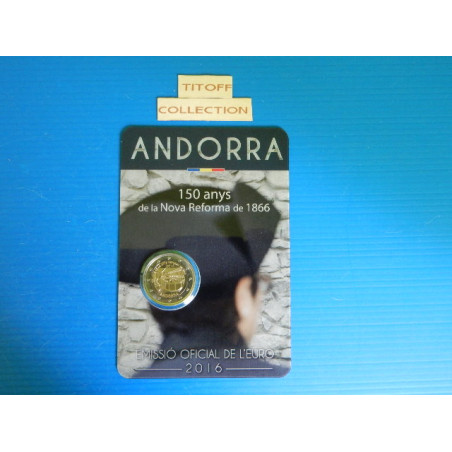 TITOFF
COLLECTION
ANDORRA
150 anys
de la Nova Reforma de 1866
EMISSIÓ OFICIAL DE L'EURO
2016